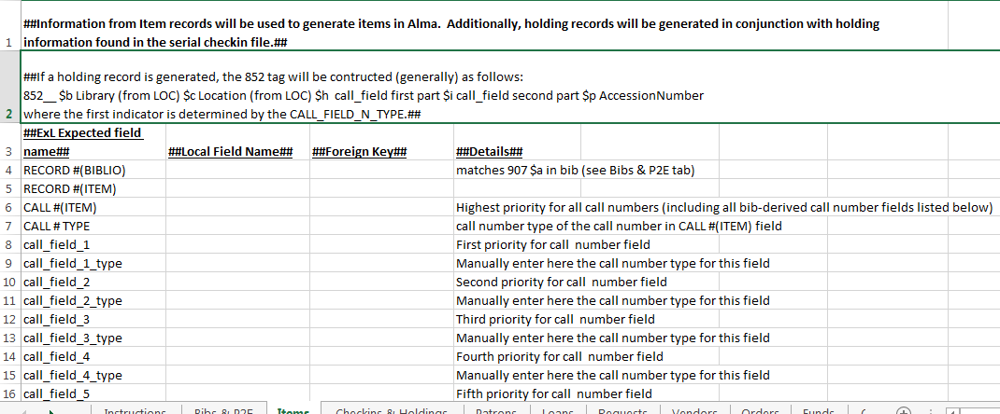 ##Information from Item records will be used to generate items in Alma.  Additionally, holding records will be generated in conjunction with holding
1 information found in the serial checkin file.##
##If a holding record is generated, the 852 tag will be contructed (generally) as follows:
852__ $b Library (from LOC) $c Location (from LOC) $h  call_field first part $i call_field second part $p AccessionNumber
2 where the first indicator is determined by the CALL_FIELD_N_TYPE.##
##ExL Expected field
3 name## ##Local Field Name## ##Foreign Key## ##Details##
4 RECORD #(BIBLIO) matches 907 $a in bib (see Bibs & P2E tab)
5 RECORD #(ITEM)
6 CALL #(ITEM) Highest priority for all call numbers (including all bib-derived call number fields listed below)
7 CALL # TYPE call number type of the call number in CALL #(ITEM) field
8 call_field_1 First priority for call  number field
9 call_field_1_type Manually enter here the call number type for this field
10 call_field_2 Second priority for call  number field
11 call_field_2_type Manually enter here the call number type for this field
12 call_field_3 Third priority for call  number field
13 call_field_3_type Manually enter here the call number type for this field
14 call_field_4 Fourth priority for call  number field
15 call_field_4_type Manually enter here the call number type for this field
16 call_field_5 Fifth priority for call  number field
Instructions Bibs & P2E Items Checkins & Holdings Patrons Loans Requests Vendors Orders Funds